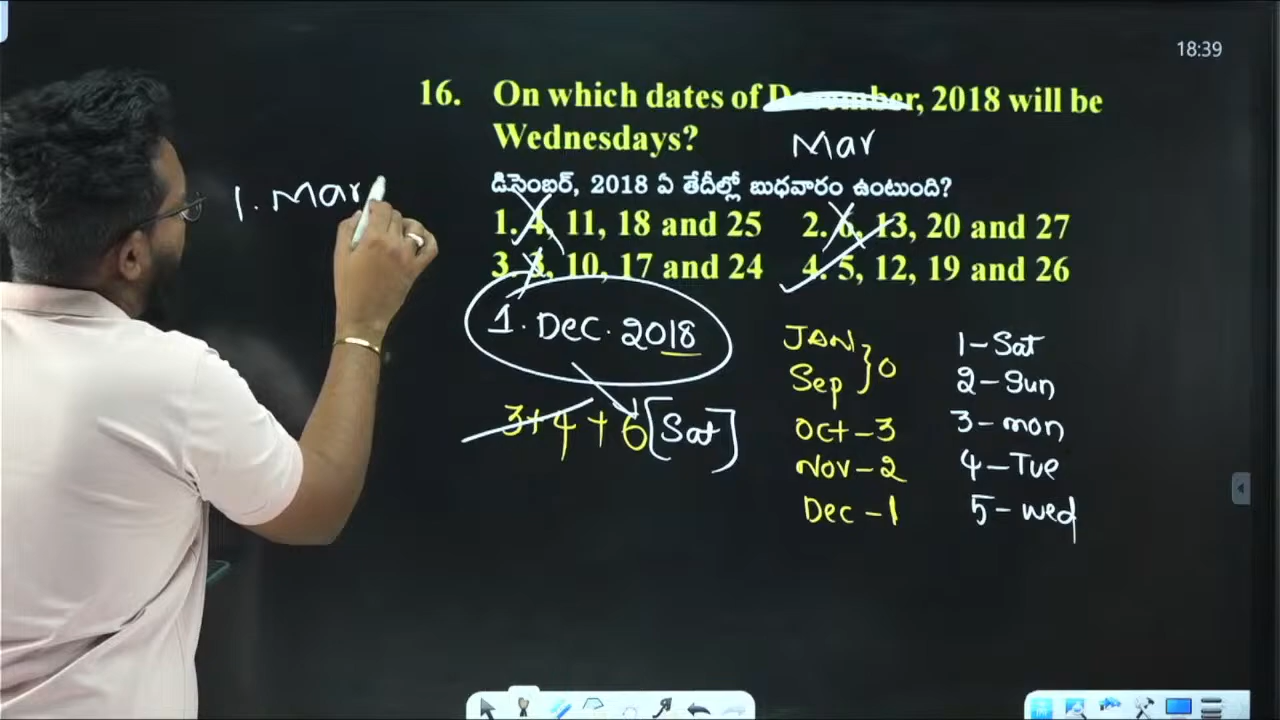 18:39
16. On which dates of December, 2018 will be
Wednesdays?
Mar
డిసెంబర్, 2018 ఏ తేదీల్లో బుధవారం ఉంటుంది?
1. 4, 11, 18 and 25 2. 6, 13, 20 and 27
3. 3, 10, 17 and 24 4. 5, 12, 19 and 26
1. Mar
1. Dec. 2018
3+4+6[Sat]
JAN
Sep } 0
Oct - 3
Nov - 2
Dec - 1
1 - Sat
2 - Sun
3 - mon
4 - Tue
5 - wed